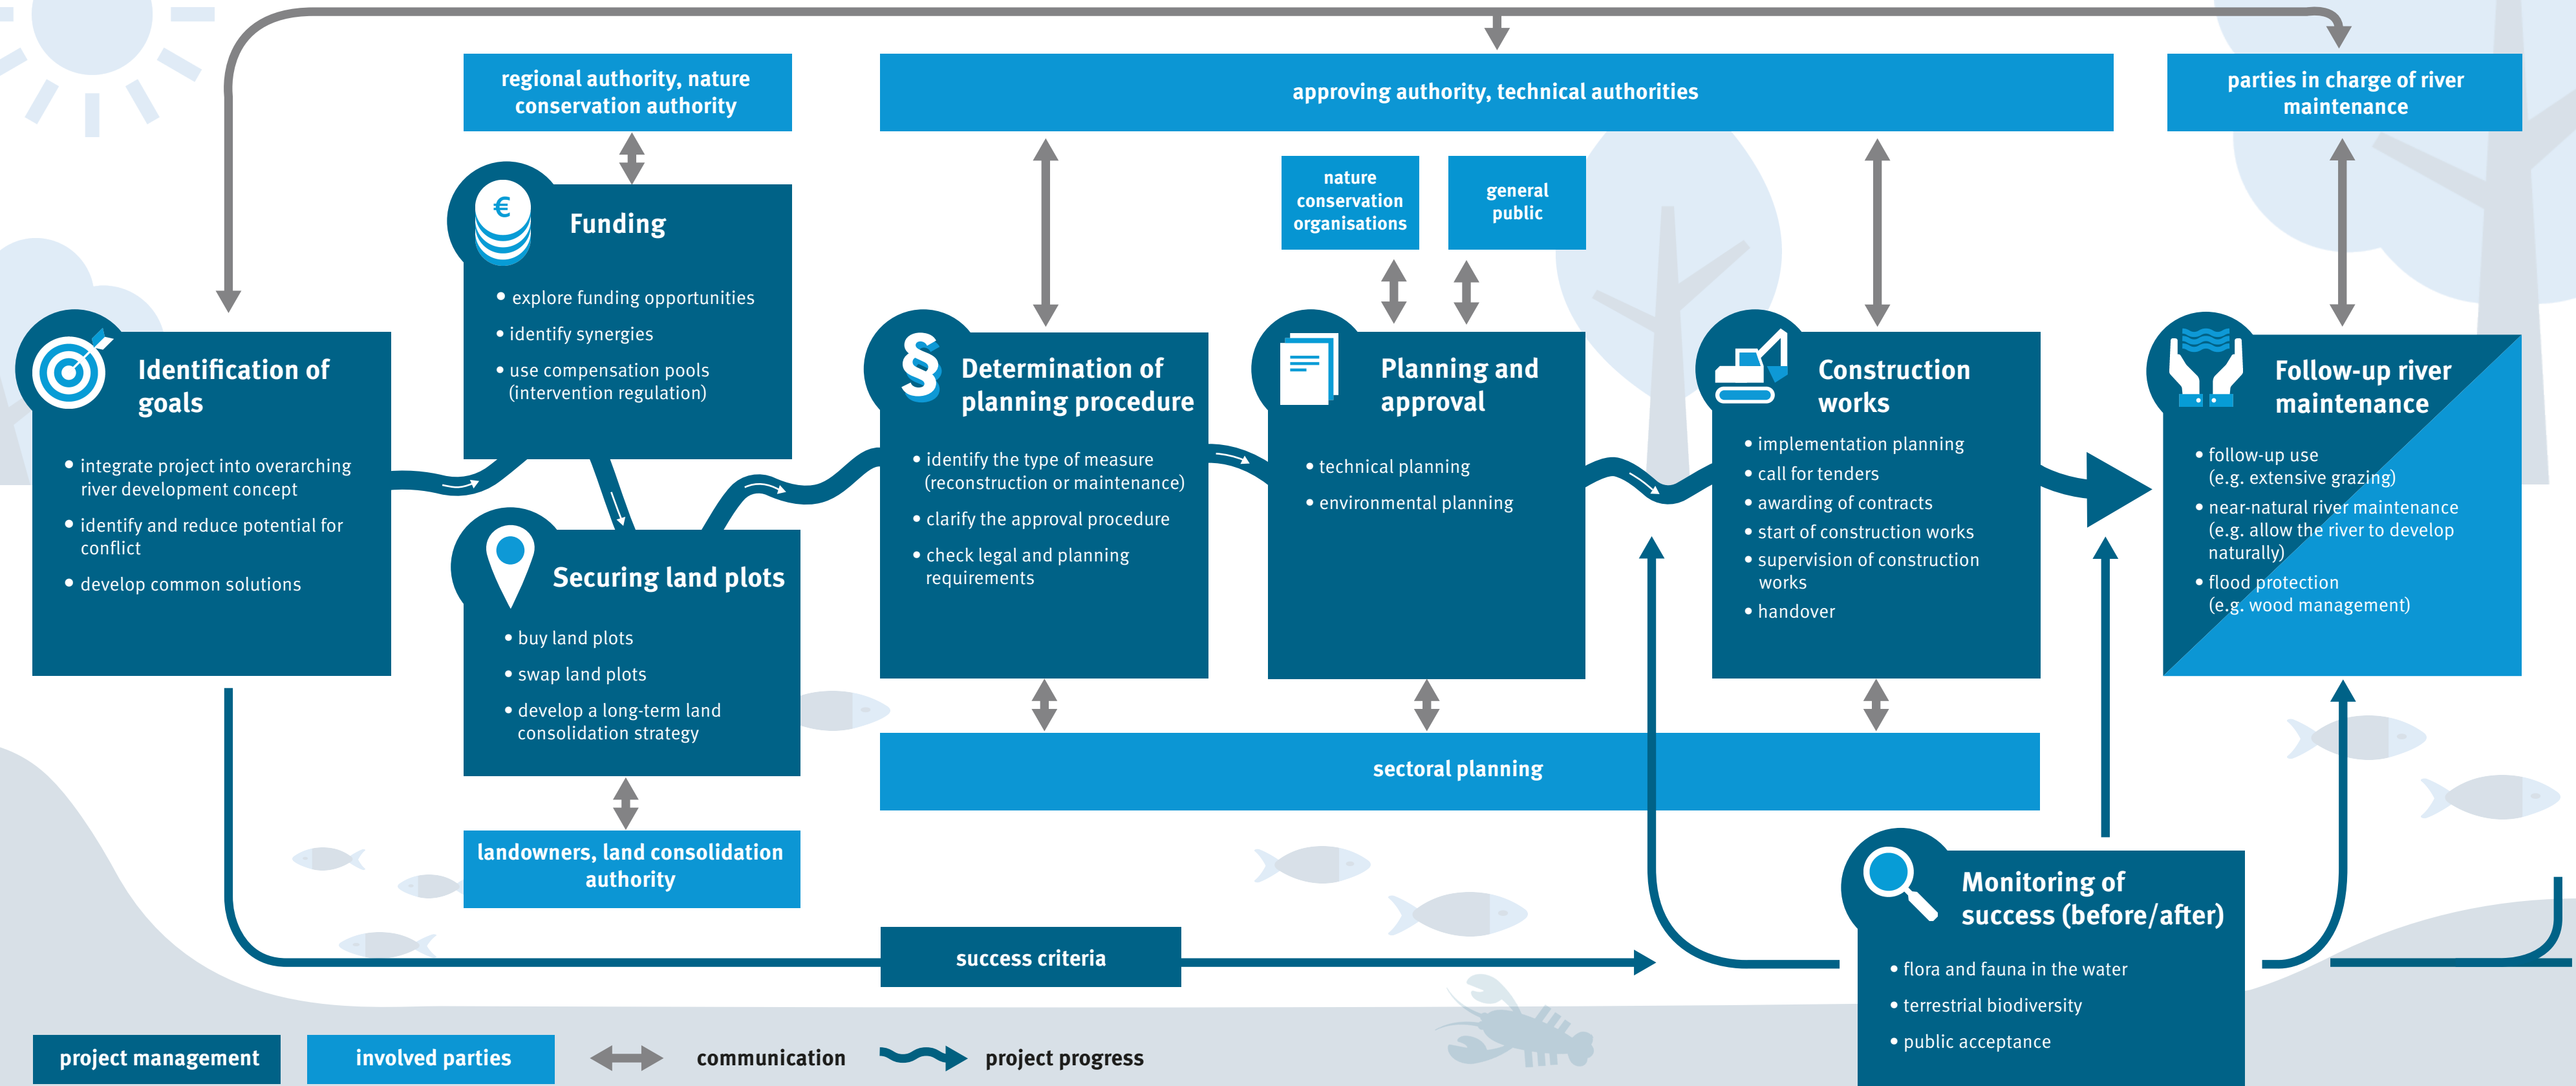 regional authority, nature
conservation authority
approving authority, technical authorities
parties in charge of river
maintenance
nature
conservation
organisations
general
public
€
Funding
• explore funding opportunities
• identify synergies
• use compensation pools
(intervention regulation)
Identification of
goals
• integrate project into overarching
river development concept
• identify and reduce potential for
conflict
• develop common solutions
Securing land plots
• buy land plots
• swap land plots
• develop a long-term land
consolidation strategy
landowners, land consolidation
authority
§
Determination of
planning procedure
• identify the type of measure
(reconstruction or maintenance)
• clarify the approval procedure
• check legal and planning
requirements
Planning and
approval
• technical planning
• environmental planning
Construction
works
• implementation planning
• call for tenders
• awarding of contracts
• start of construction works
• supervision of construction
works
• handover
Follow-up river
maintenance
• follow-up use
(e.g. extensive grazing)
• near-natural river maintenance
(e.g. allow the river to develop
naturally)
• flood protection
(e.g. wood management)
sectoral planning
success criteria
Monitoring of
success (before/after)
• flora and fauna in the water
• terrestrial biodiversity
• public acceptance
project management
involved parties
communication
project progress